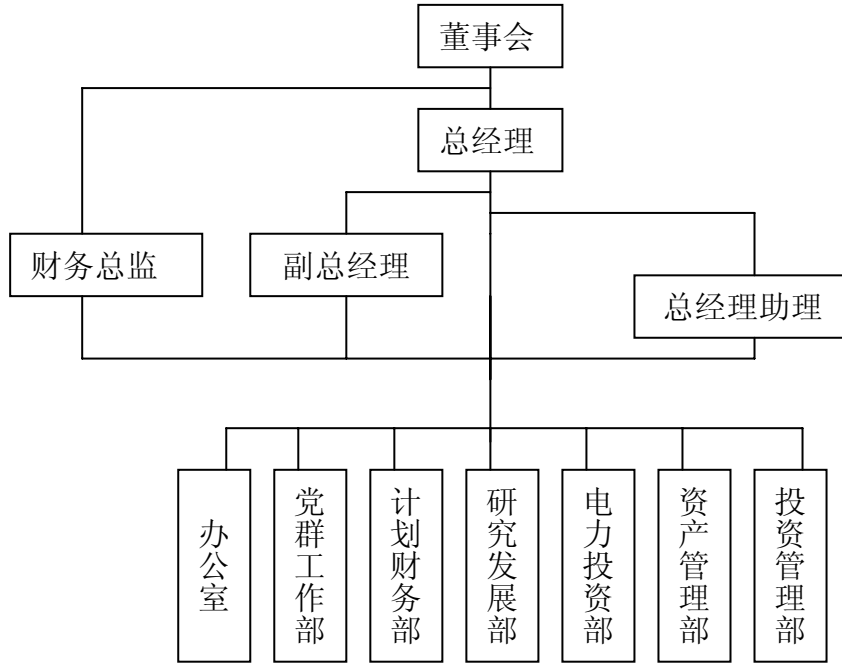 董事会
总经理
财务总监
副总经理
总经理助理
办公室
党群工作部
计划财务部
研究发展部
电力投资部
资产管理部
投资管理部